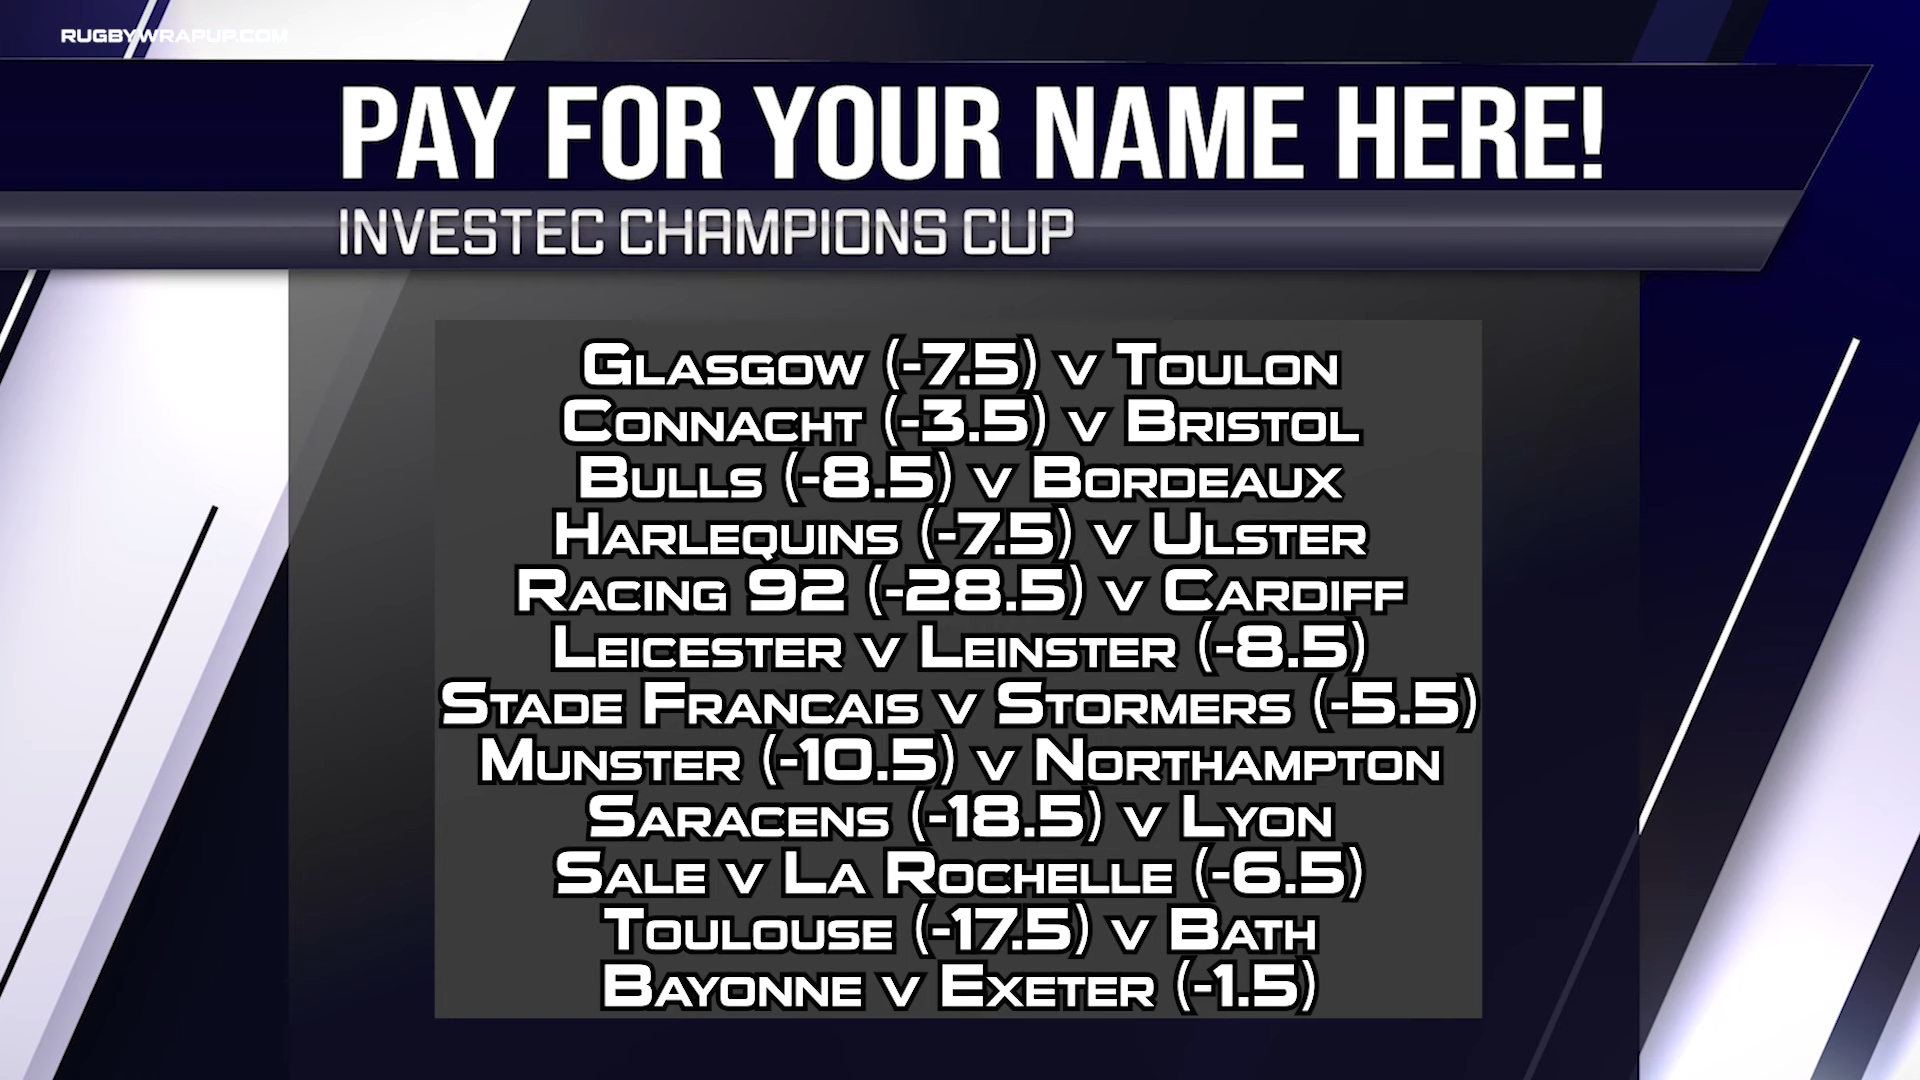 RUGBYWRAPUP.COM
PAY FOR YOUR NAME HERE!
INVESTEC CHAMPIONS CUP
Glasgow (-7.5) v Toulon
Connacht (-3.5) v Bristol
Bulls (-8.5) v Bordeaux
Harlequins (-7.5) v Ulster
Racing 92 (-28.5) v Cardiff
Leicester v Leinster (-8.5)
Stade Francais v Stormers (-5.5)
Munster (-10.5) v Northampton
Saracens (-18.5) v Lyon
Sale v La Rochelle (-6.5)
Toulouse (-17.5) v Bath
Bayonne v Exeter (-1.5)